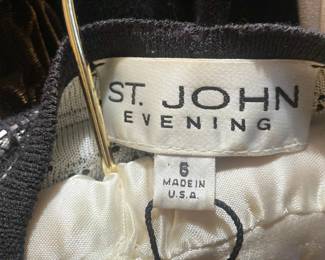 ST. JOHN
EVENING
6
MADE IN
U.S.A.